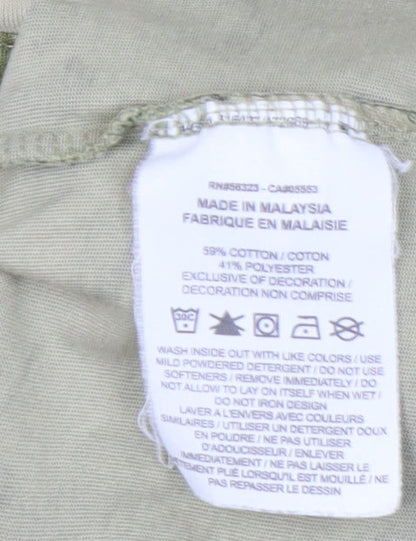 RN#56323 - CA#05553
MADE IN MALAYSIA
FABRIQUE EN MALAISIE
59% COTTON / COTON
41% POLYESTER
EXCLUSIVE OF DECORATION /
DECORATION NON COMPRISE
30C
WASH INSIDE OUT WITH LIKE COLORS / USE
MILD POWDERED DETERGENT / DO NOT USE
SOFTENERS / REMOVE IMMEDIATELY / DO
NOT ALLOW TO LAY ON ITSELF WHEN WET /
DO NOT IRON DESIGN
LAVER A L'ENVERS AVEC COULEURS
SIMILAIRES / UTILISER UN DETERGENT DOUX
EN POUDRE / NE PAS UTILISER
D'ADOUCISSEUR / ENLEVER
IMMEDIATEMENT / NE PAS LAISSER LE
VETEMENT PLIÉ LORSQU'IL EST MOUILLÉ / NE
PAS REPASSER LE DESSIN